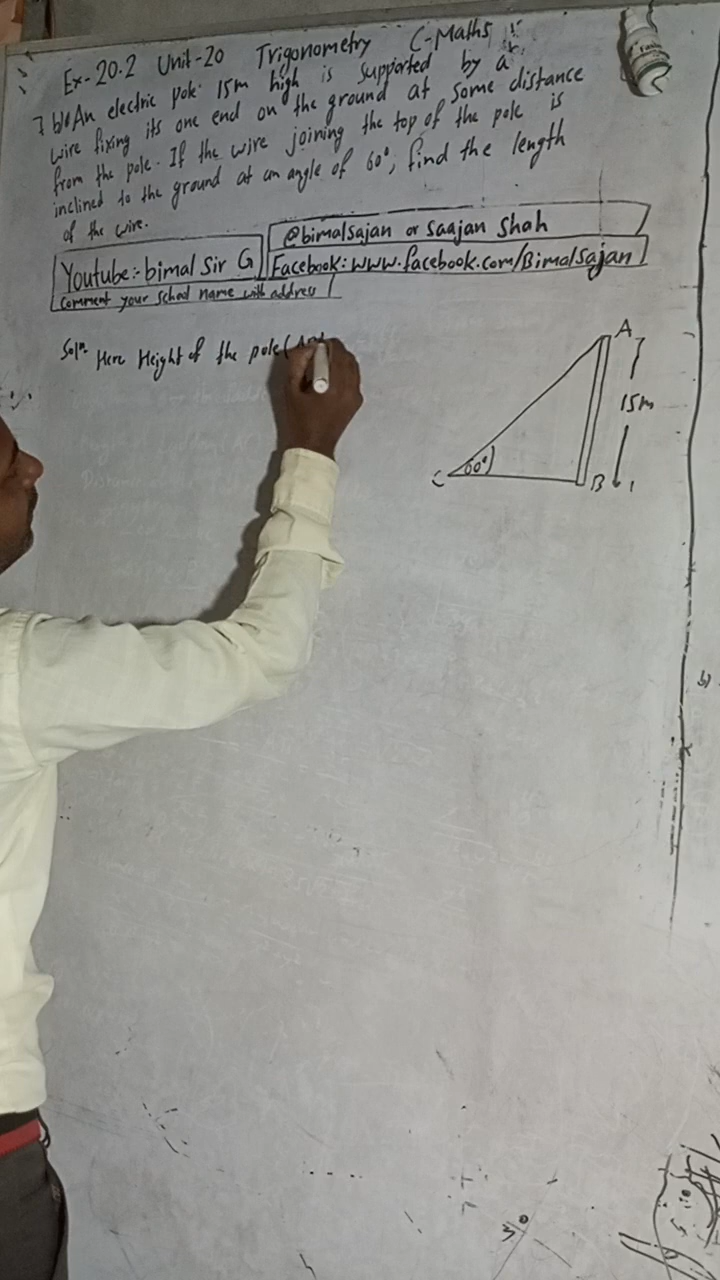 Ex-20.2 Unit-20 Trigonometry C-Maths
7 b) An electric pole 15m high is supported by a
wire fixing its one end on the ground at some distance
from the pole. If the wire joining the top of the pole is
inclined to the ground at an angle of 60°, find the length
of the wire.
@bimalsajan or Saajan Shah
Youtube:- bimal Sir G
Facebook: www.facebook.com/Bimalsajan
Comment your School name with address
Solⁿ Here Height of the pole (
A
15m
60°
C
B